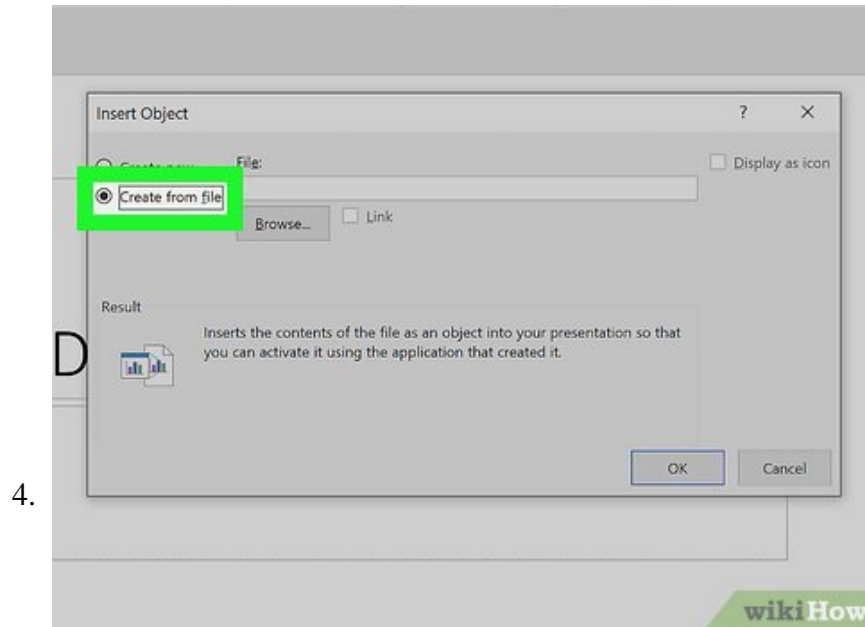 Insert Object
? ×
File:
Display as icon
Create from file
Browse...
Link
Result
Inserts the contents of the file as an object into your presentation so that
you can activate it using the application that created it.
D
OK
Cancel
4.
wikiHow